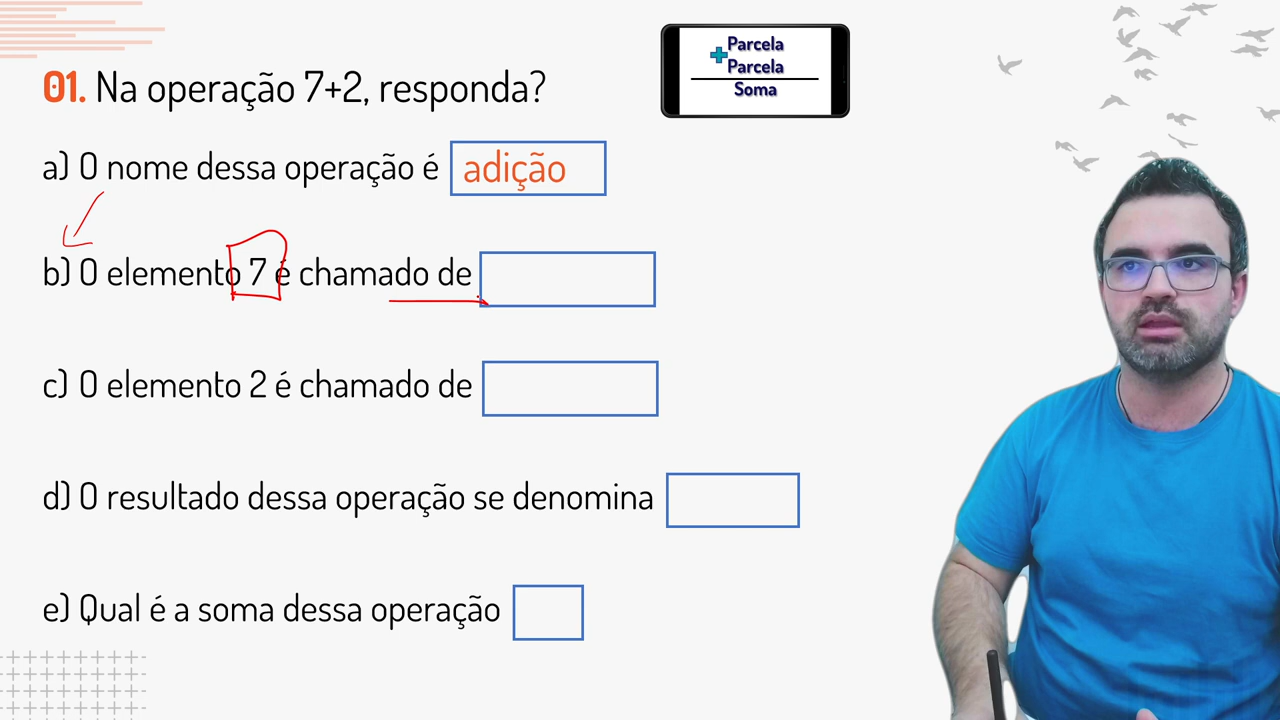 01. Na operação 7+2, responda?
Parcela
+ Parcela
Soma
a) O nome dessa operação é adição
b) O elemento 7 é chamado de
c) O elemento 2 é chamado de
d) O resultado dessa operação se denomina
e) Qual é a soma dessa operação